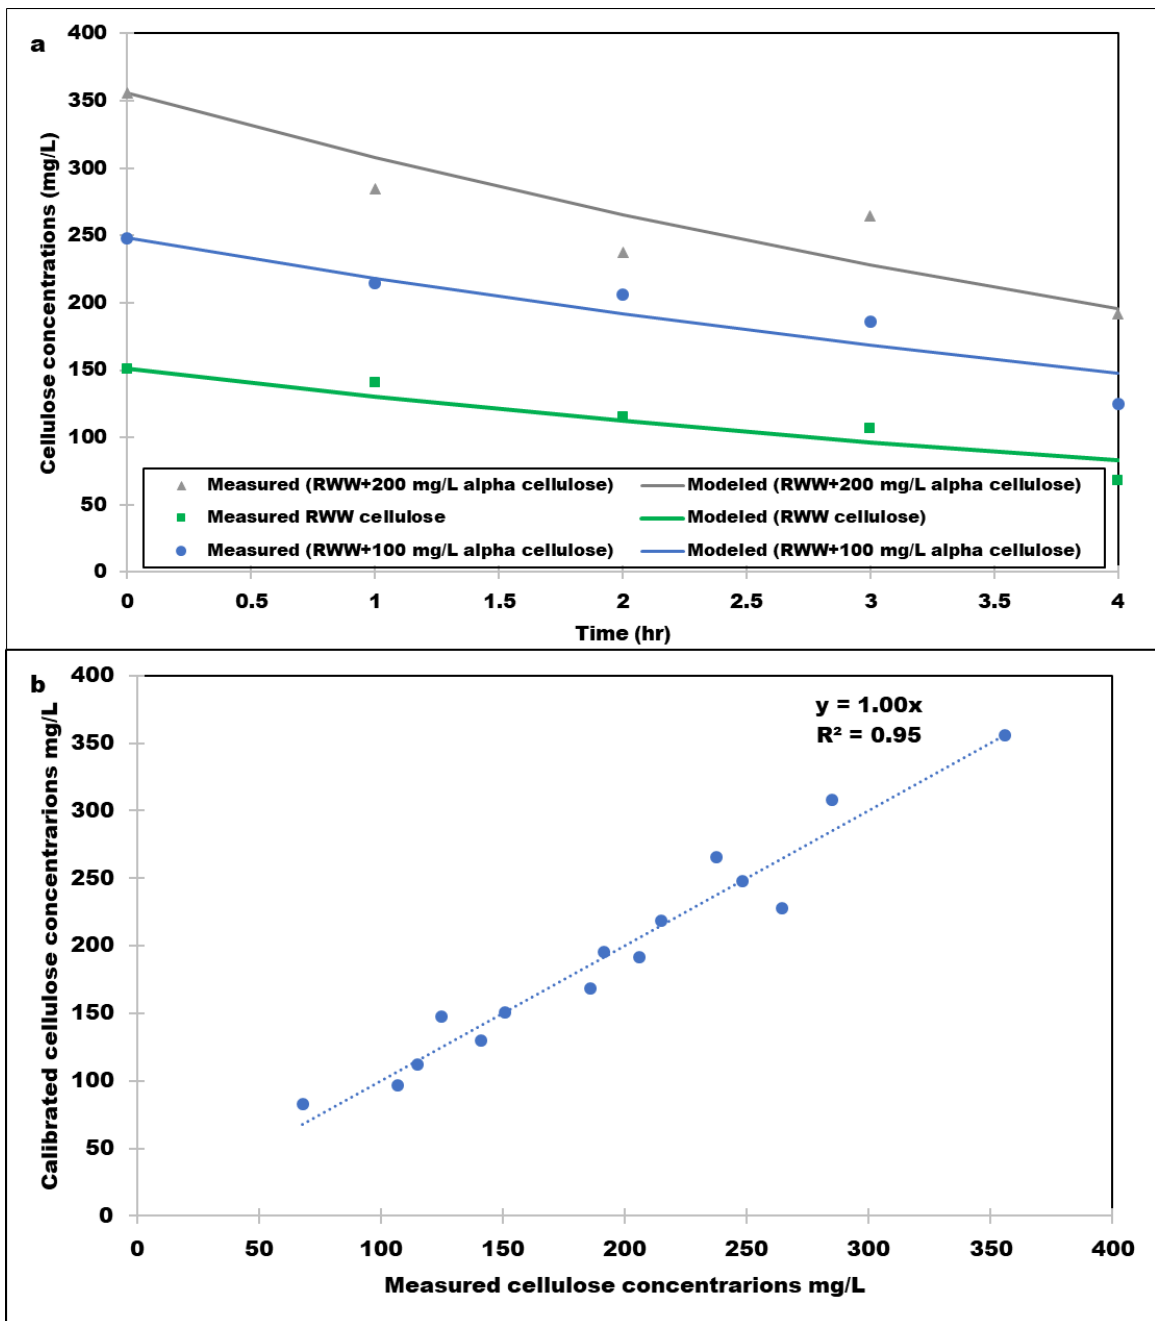 a
Cellulose concentrations (mg/L)
400
350
300
250
200
150
100
50
0
Measured (RWW+200 mg/L alpha cellulose)
Modeled (RWW+200 mg/L alpha cellulose)
Measured RWW cellulose
Modeled (RWW cellulose)
Measured (RWW+100 mg/L alpha cellulose)
Modeled (RWW+100 mg/L alpha cellulose)
0 0.5 1 1.5 2 2.5 3 3.5 4
Time (hr)
b
Calibrated cellulose concentrarions mg/L
400
350
300
250
200
150
100
50
0
y = 1.00x
R² = 0.95
0 50 100 150 200 250 300 350 400
Measured cellulose concentrarions mg/L